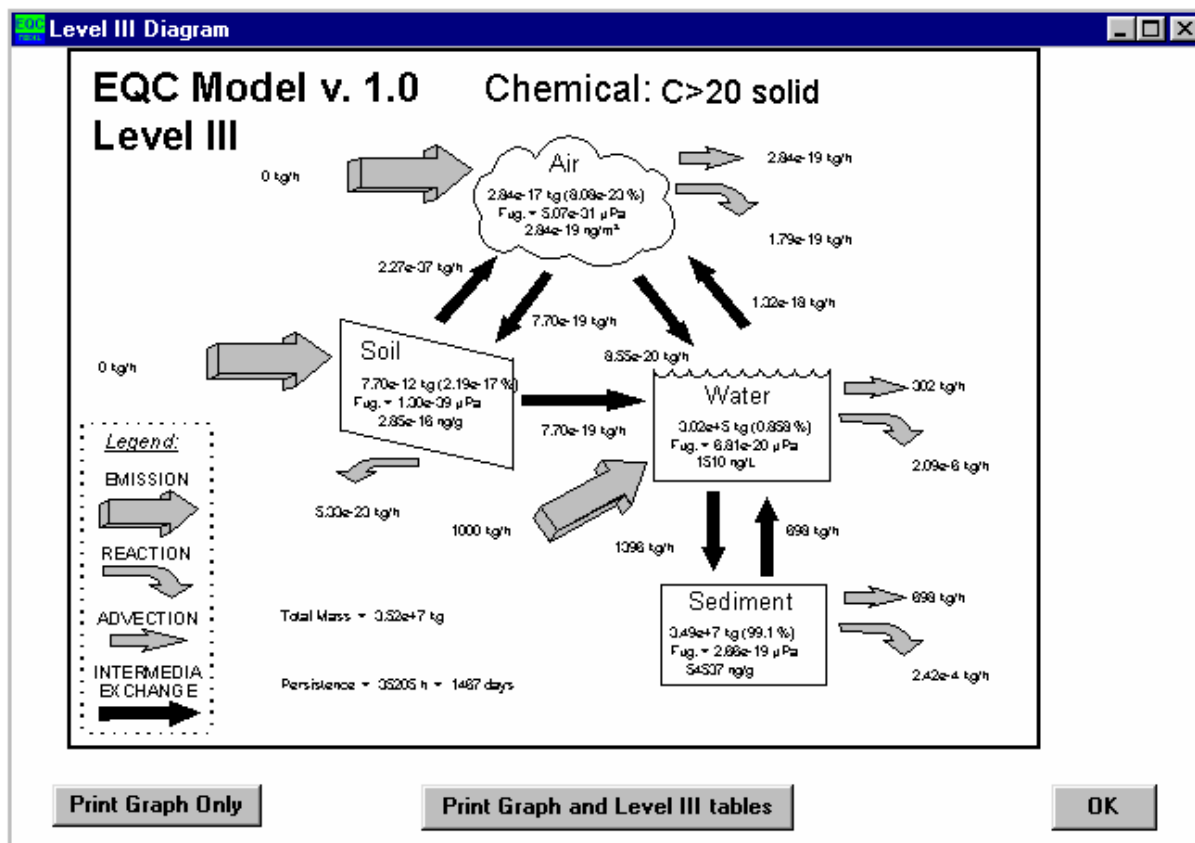 EQC
MODEL
Level III Diagram
EQC Model v. 1.0
Level III
Chemical: C>20 solid
0 kg/h
Air
2.84e-17 kg (8.08e-23 %)
Fug. = 5.07e-31 µPa
2.84e-19 ng/m³
2.84e-19 kg/h
1.79e-19 kg/h
2.27e-37 kg/h
7.70e-19 kg/h
8.55e-20 kg/h
1.32e-18 kg/h
0 kg/h
Soil
7.70e-12 kg (2.19e-17 %)
Fug. = 1.30e-39 µPa
2.85e-16 ng/g
7.70e-19 kg/h
5.33e-23 kg/h
Water
3.02e+5 kg (0.858 %)
Fug. = 6.81e-20 µPa
1510 ng/L
302 kg/h
2.09e-6 kg/h
1000 kg/h
1396 kg/h
698 kg/h
Sediment
3.49e+7 kg (99.1 %)
Fug. = 2.66e-19 µPa
54537 ng/g
698 kg/h
2.42e-4 kg/h
Legend:
EMISSION
REACTION
ADVECTION
INTERMEDIA
EXCHANGE
Total Mass = 3.52e+7 kg
Persistence = 35205 h = 1467 days
Print Graph Only
Print Graph and Level III tables
OK